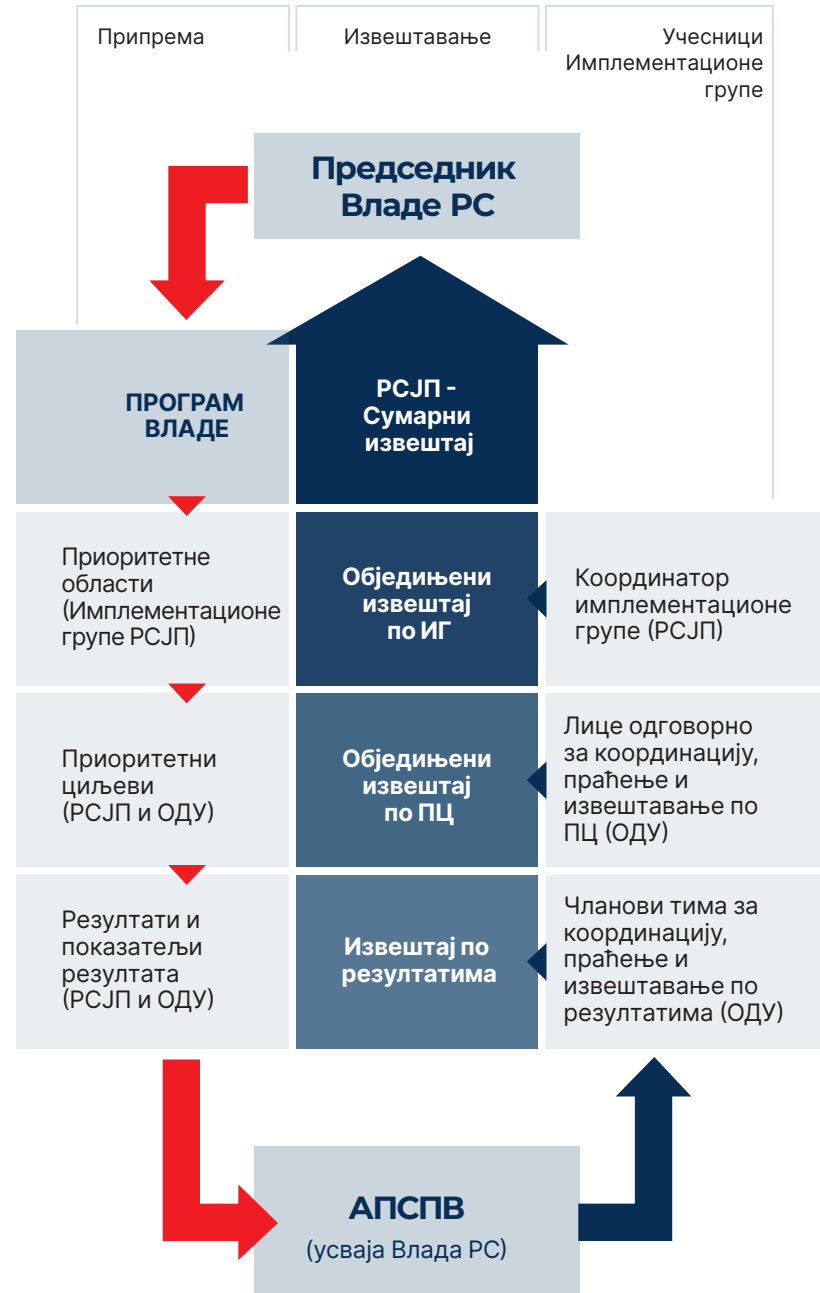 Припрема
Извештавање
Учесници
Имплементационе
групе
Председник
Владе РС
ПРОГРАМ
ВЛАДЕ
РСЈП -
Сумарни
извештај
Приоритетне
области
(Имплементационе
групе РСЈП)
Обједињени
извештај
по ИГ
Координатор
имплементационе
групе (РСЈП)
Приоритетни
циљеви
(РСЈП и ОДУ)
Обједињени
извештај
по ПЦ
Лице одговорно
за координацију,
праћење и
извештавање по
ПЦ (ОДУ)
Резултати и
показатељи
резултата
(РСЈП и ОДУ)
Извештај по
резултатима
Чланови тима за
координацију,
праћење и
извештавање по
резултатима (ОДУ)
АПСПВ
(усваја Влада РС)